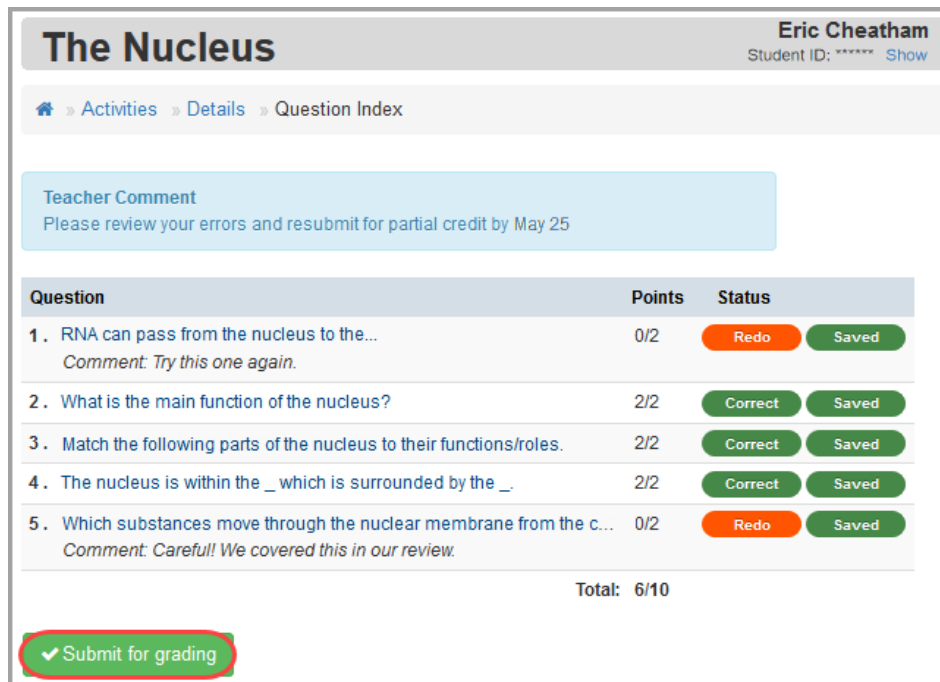 The Nucleus
Eric Cheatham
Student ID: ****** Show
» Activities » Details » Question Index
Teacher Comment
Please review your errors and resubmit for partial credit by May 25
Question Points Status
1. RNA can pass from the nucleus to the... 0/2 Redo Saved
Comment: Try this one again.
2. What is the main function of the nucleus? 2/2 Correct Saved
3. Match the following parts of the nucleus to their functions/roles. 2/2 Correct Saved
4. The nucleus is within the _ which is surrounded by the _. 2/2 Correct Saved
5. Which substances move through the nuclear membrane from the c... 0/2 Redo Saved
Comment: Careful! We covered this in our review.
Total: 6/10
✔ Submit for grading